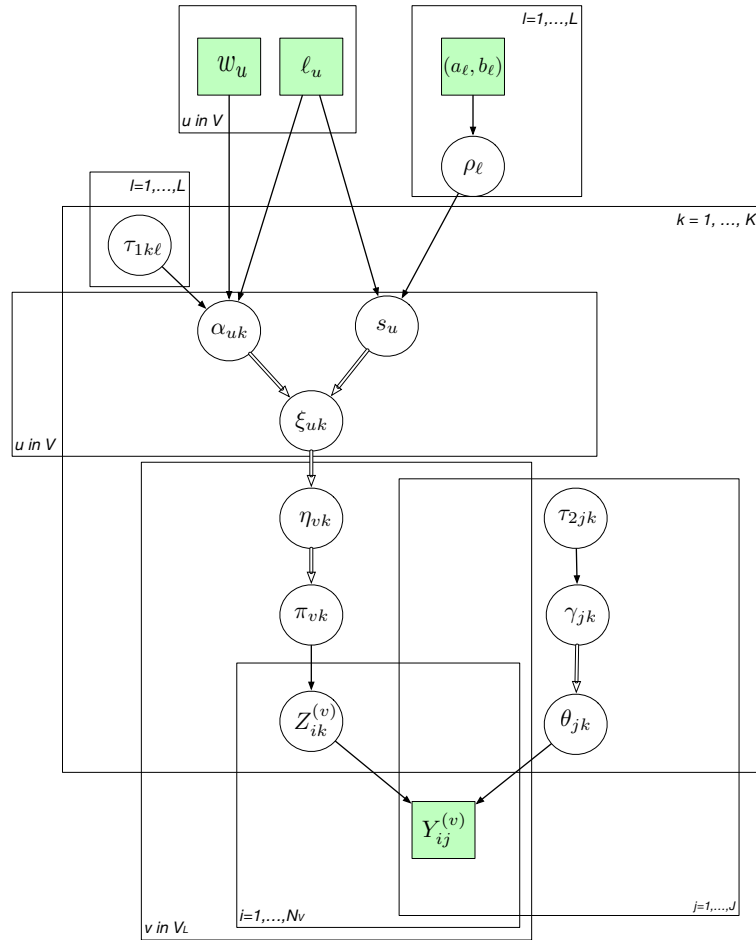 l=1,...,L
w_u
ℓ_u
(a_ℓ, b_ℓ)
u in V
ρ_ℓ
l=1,...,L
k = 1, ..., K
τ_{1kℓ}
α_{uk}
s_u
ξ_{uk}
u in V
η_{vk}
τ_{2jk}
π_{vk}
γ_{jk}
Z_{ik}^{(v)}
θ_{jk}
Y_{ij}^{(v)}
v in V_L
i=1,...,N_V
j=1,...,J